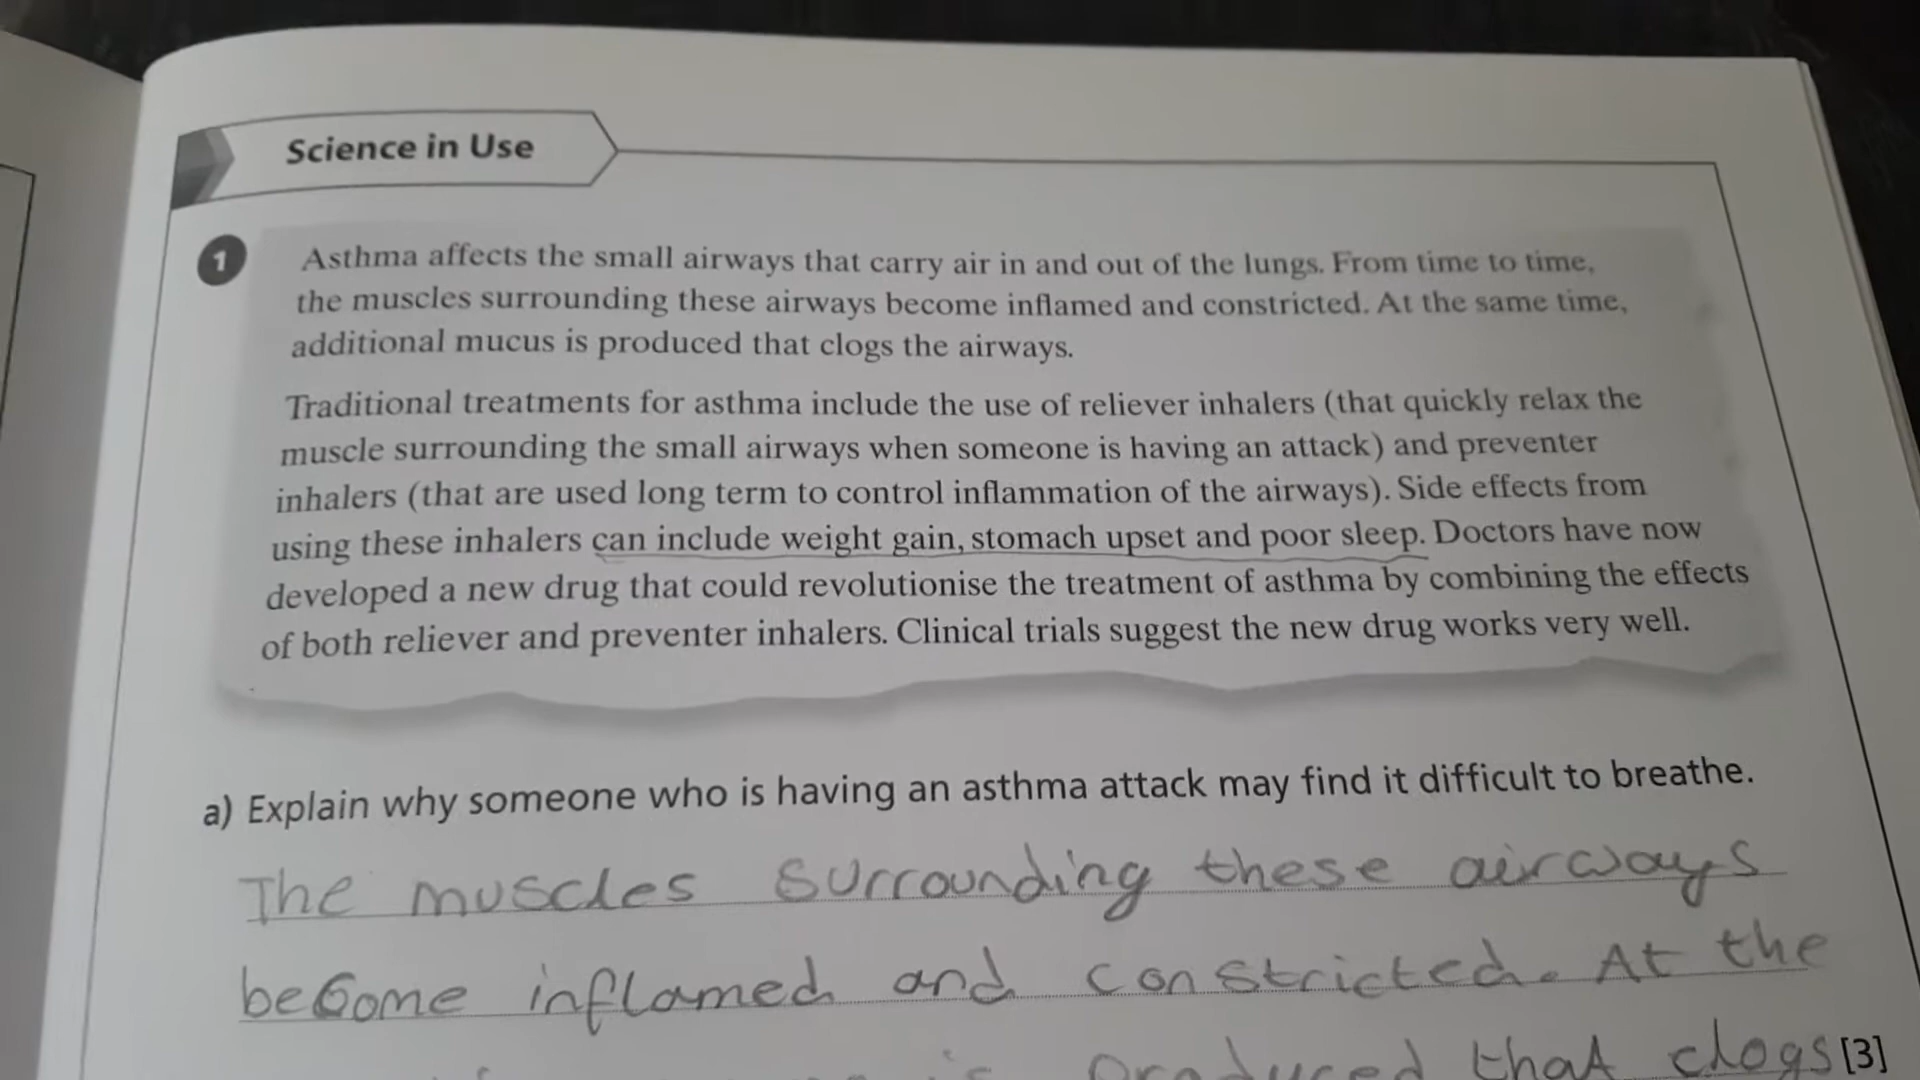 Science in Use
1
Asthma affects the small airways that carry air in and out of the lungs. From time to time,
the muscles surrounding these airways become inflamed and constricted. At the same time,
additional mucus is produced that clogs the airways.
Traditional treatments for asthma include the use of reliever inhalers (that quickly relax the
muscle surrounding the small airways when someone is having an attack) and preventer
inhalers (that are used long term to control inflammation of the airways). Side effects from
using these inhalers can include weight gain, stomach upset and poor sleep. Doctors have now
developed a new drug that could revolutionise the treatment of asthma by combining the effects
of both reliever and preventer inhalers. Clinical trials suggest the new drug works very well.
a) Explain why someone who is having an asthma attack may find it difficult to breathe.
The muscles surrounding these airways
become inflamed and constricted. At the
is produced that clogs [3]